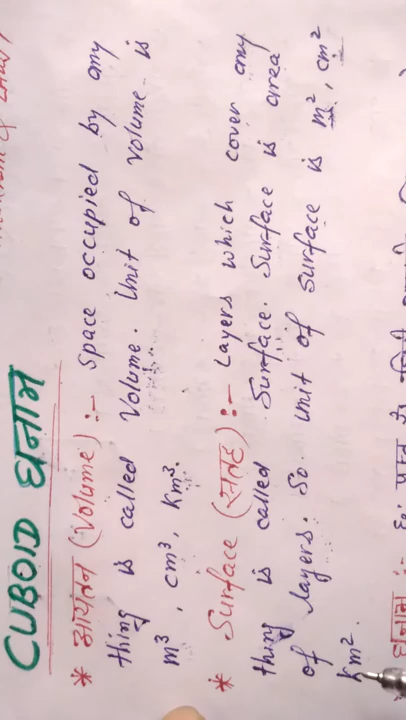 CUBOID घनाभ
* आयतन (Volume) :- Space occupied by any
thing is called Volume. Unit of volume is
m³, cm³, km³.
* Surface (सतह) :- Layers which cover any
thing is called Surface. Surface is area
of layers. So unit of surface is m², cm²
km².
घनाभ :-